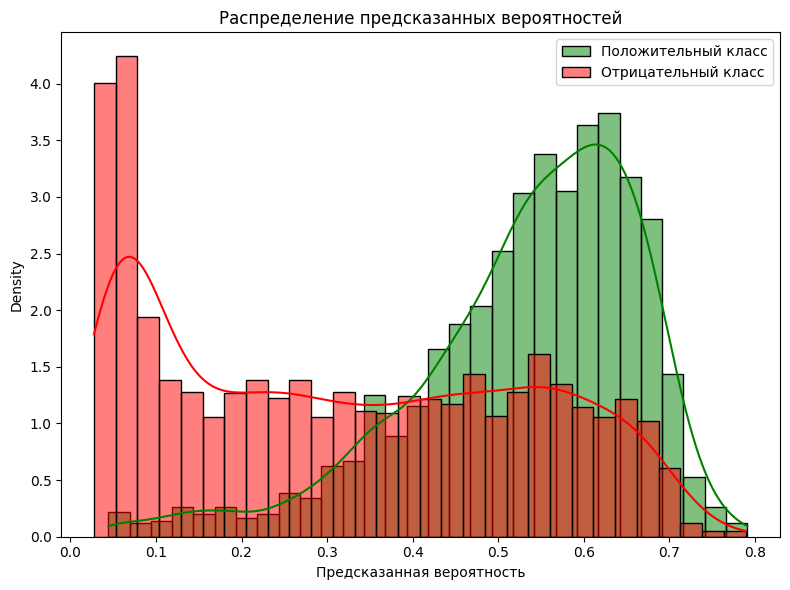 Распределение предсказанных вероятностей
Положительный класс
Отрицательный класс
Density
4.0
3.5
3.0
2.5
2.0
1.5
1.0
0.5
0.0
0.0 0.1 0.2 0.3 0.4 0.5 0.6 0.7 0.8
Предсказанная вероятность